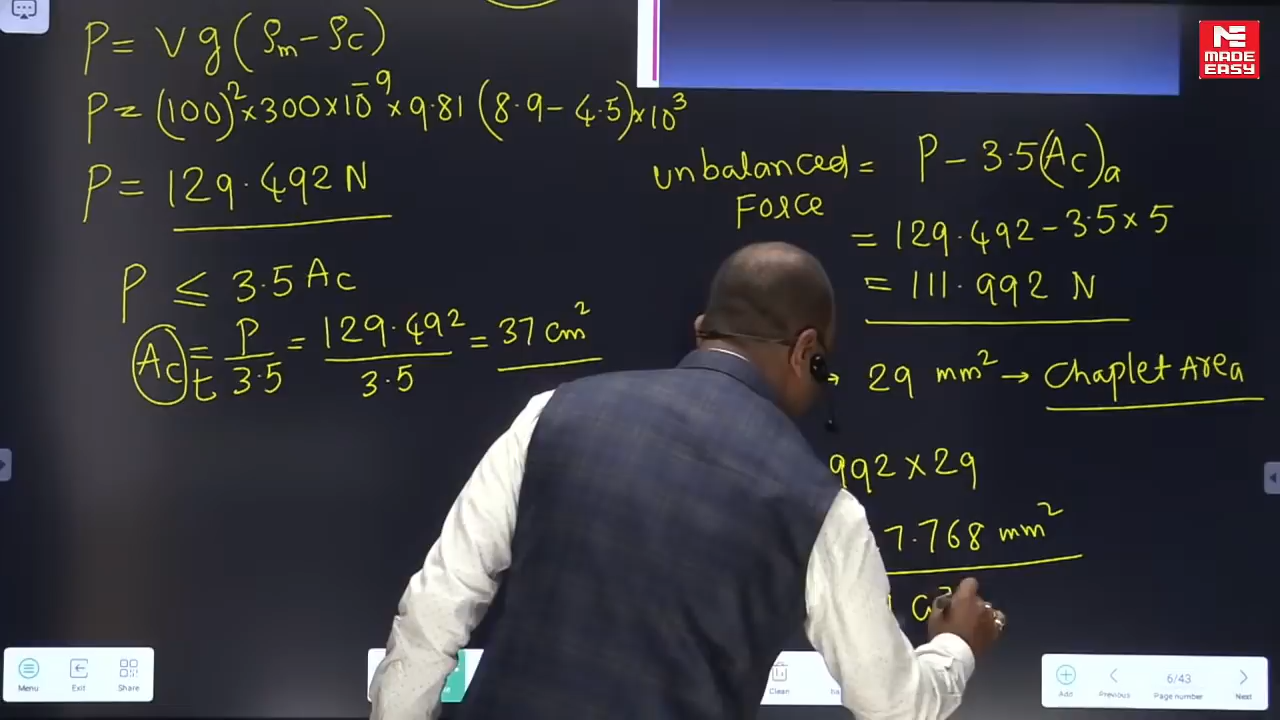 P = Vg(ρm − ρc)
P = (100)² × 300 × 10⁻⁹ × 9.81 (8.9 − 4.5) × 10³
P = 129.492 N
P ≤ 3.5 Ac
(Ac)t = P/3.5 = 129.492/3.5 = 37 cm²
MADE EASY
unbalanced Force = P − 3.5(Ac)a
= 129.492 − 3.5 × 5
= 111.992 N
29 mm² → Chaplet Area
992 × 29
7.768 mm²
Menu
Exit
Share
Clean
Add
Previous
6/43
Page number
Next